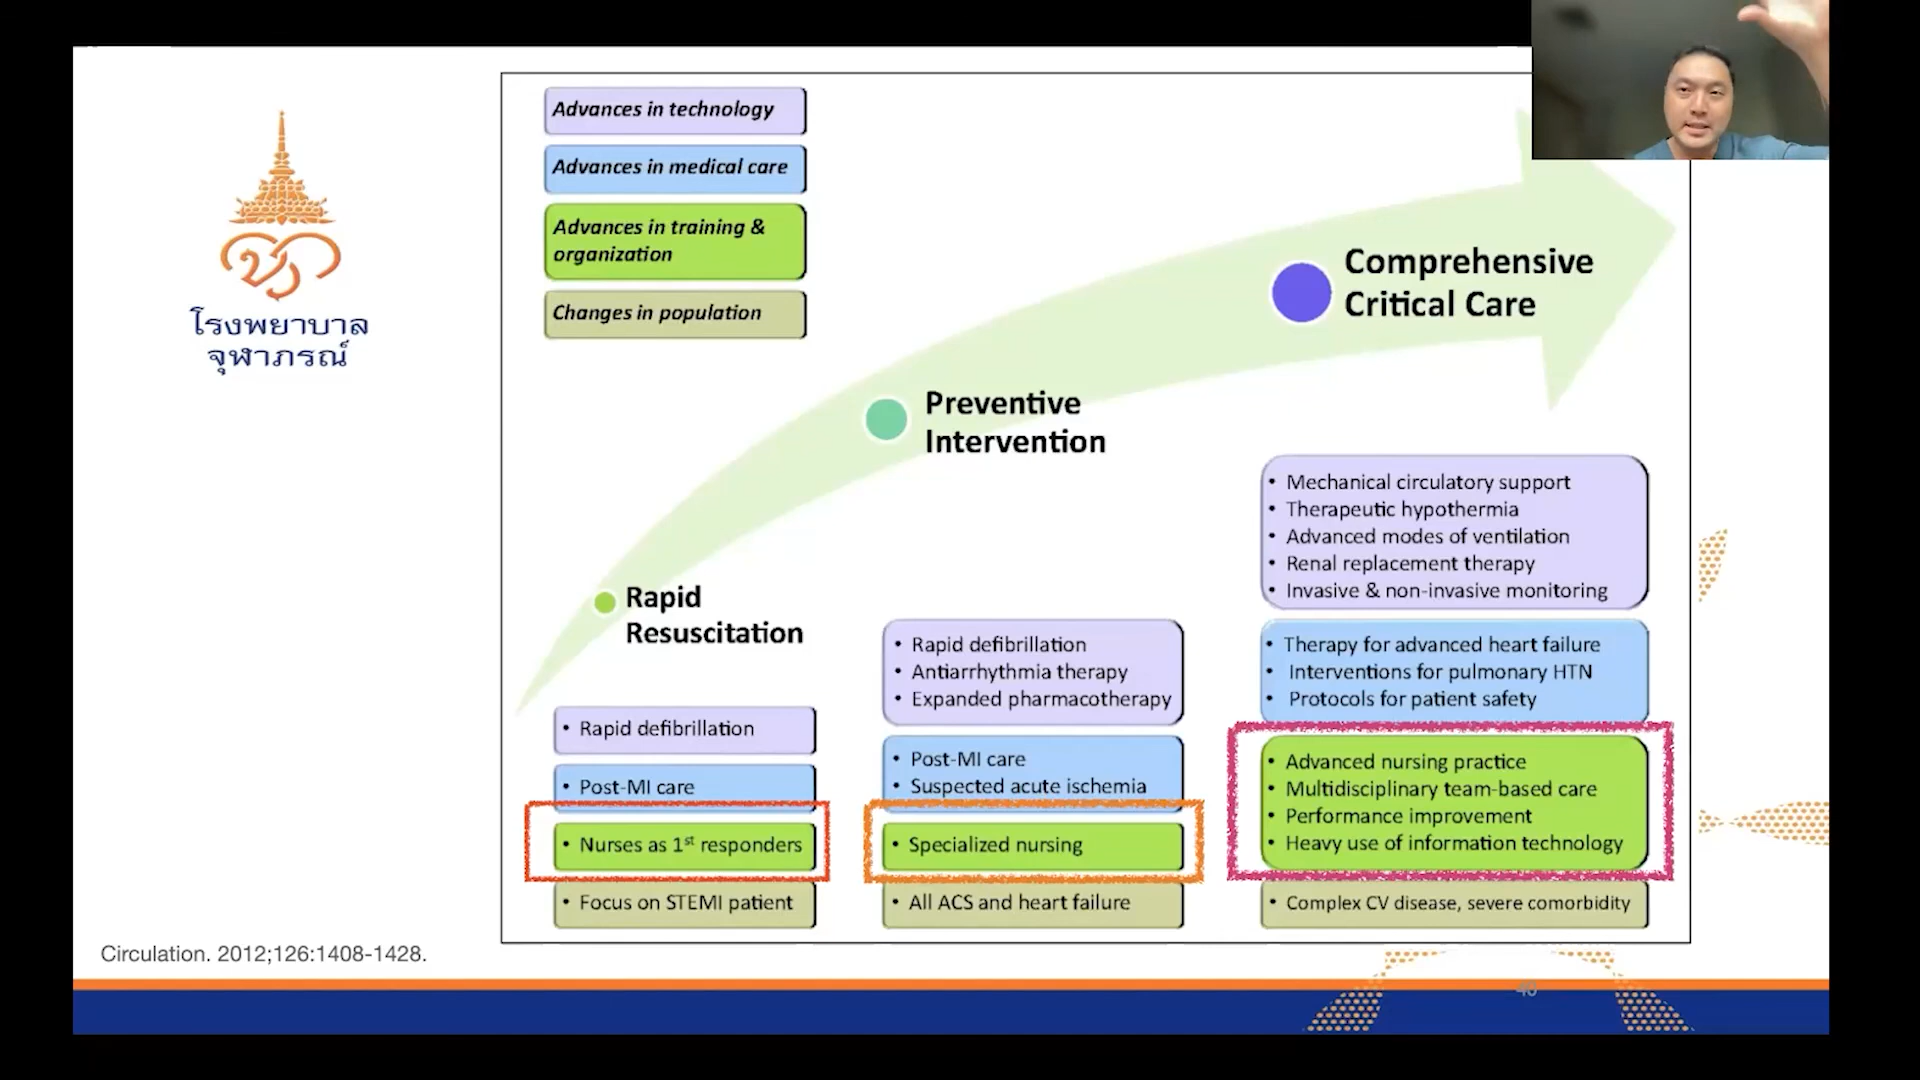 โรงพยาบาล
จุฬาภรณ์
Advances in technology
Advances in medical care
Advances in training &
organization
Changes in population
Comprehensive
Critical Care
Preventive
Intervention
Rapid
Resuscitation
• Rapid defibrillation
• Post-MI care
• Nurses as 1st responders
• Focus on STEMI patient
• Rapid defibrillation
• Antiarrhythmia therapy
• Expanded pharmacotherapy
• Post-MI care
• Suspected acute ischemia
• Specialized nursing
• All ACS and heart failure
• Mechanical circulatory support
• Therapeutic hypothermia
• Advanced modes of ventilation
• Renal replacement therapy
• Invasive & non-invasive monitoring
• Therapy for advanced heart failure
• Interventions for pulmonary HTN
• Protocols for patient safety
• Advanced nursing practice
• Multidisciplinary team-based care
• Performance improvement
• Heavy use of information technology
• Complex CV disease, severe comorbidity
Circulation. 2012;126:1408-1428.